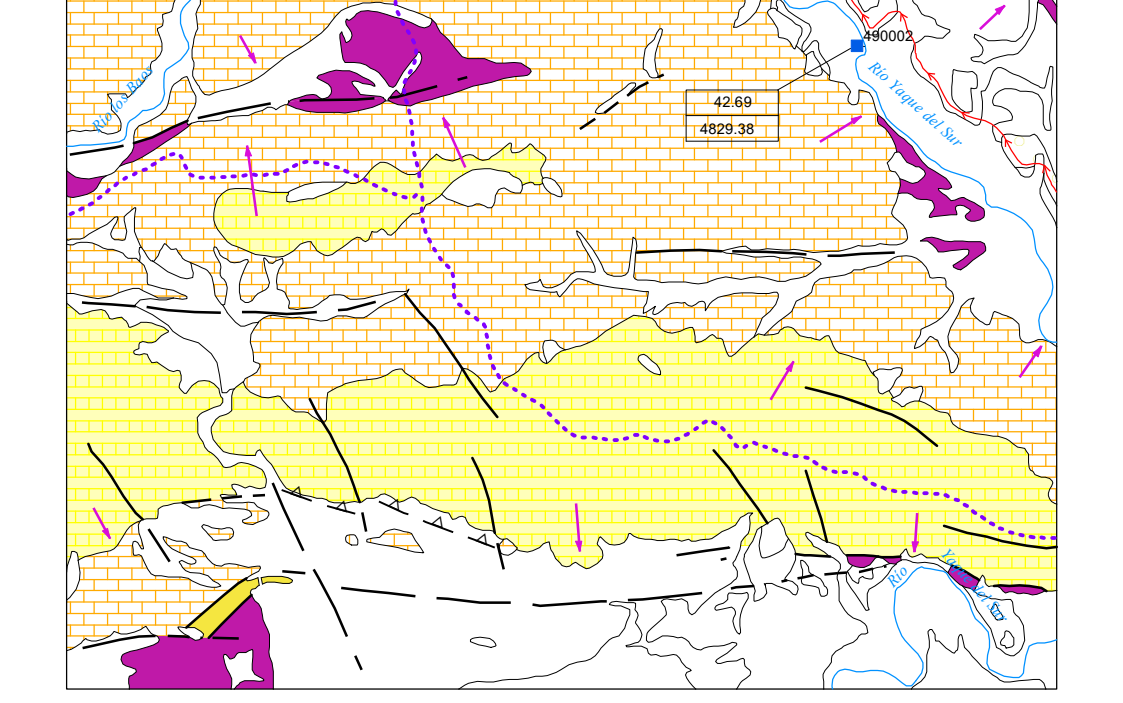 490002
Rio los Baos
Rio Yaque del Sur
42.69
4829.38
Rio
Yaque del Sur